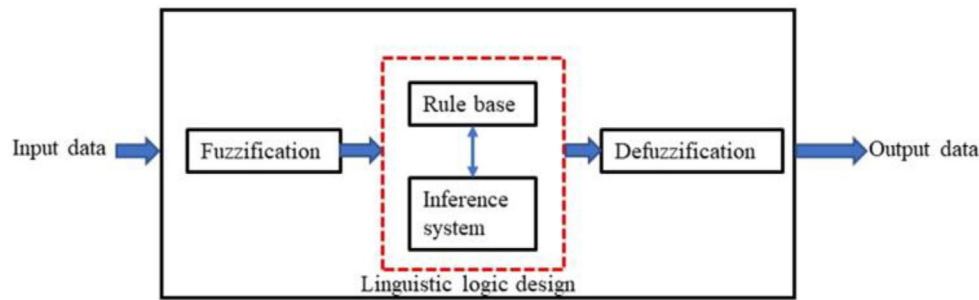 Input data
Fuzzification
Rule base
Inference
system
Linguistic logic design
Defuzzification
Output data